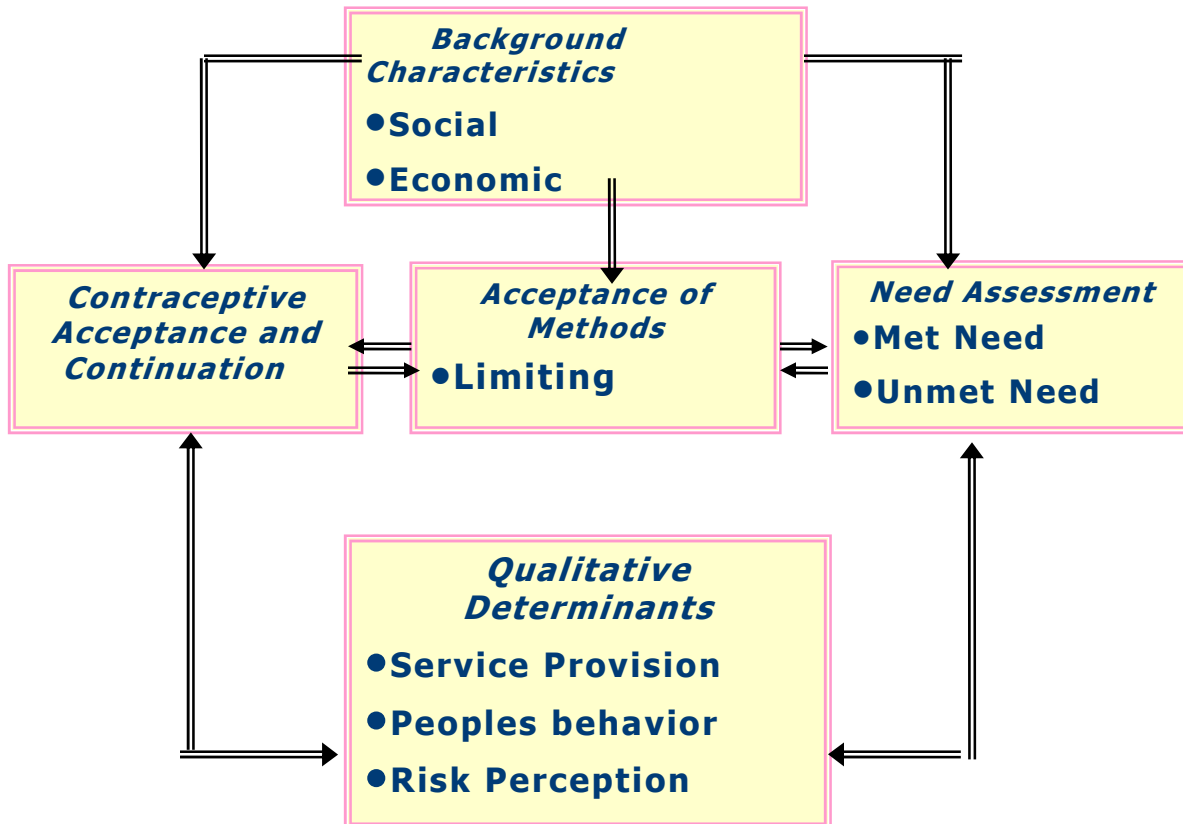 Background
Characteristics
●Social
●Economic
Contraceptive
Acceptance and
Continuation
Acceptance of
Methods
●Limiting
Need Assessment
●Met Need
●Unmet Need
Qualitative
Determinants
●Service Provision
●Peoples behavior
●Risk Perception